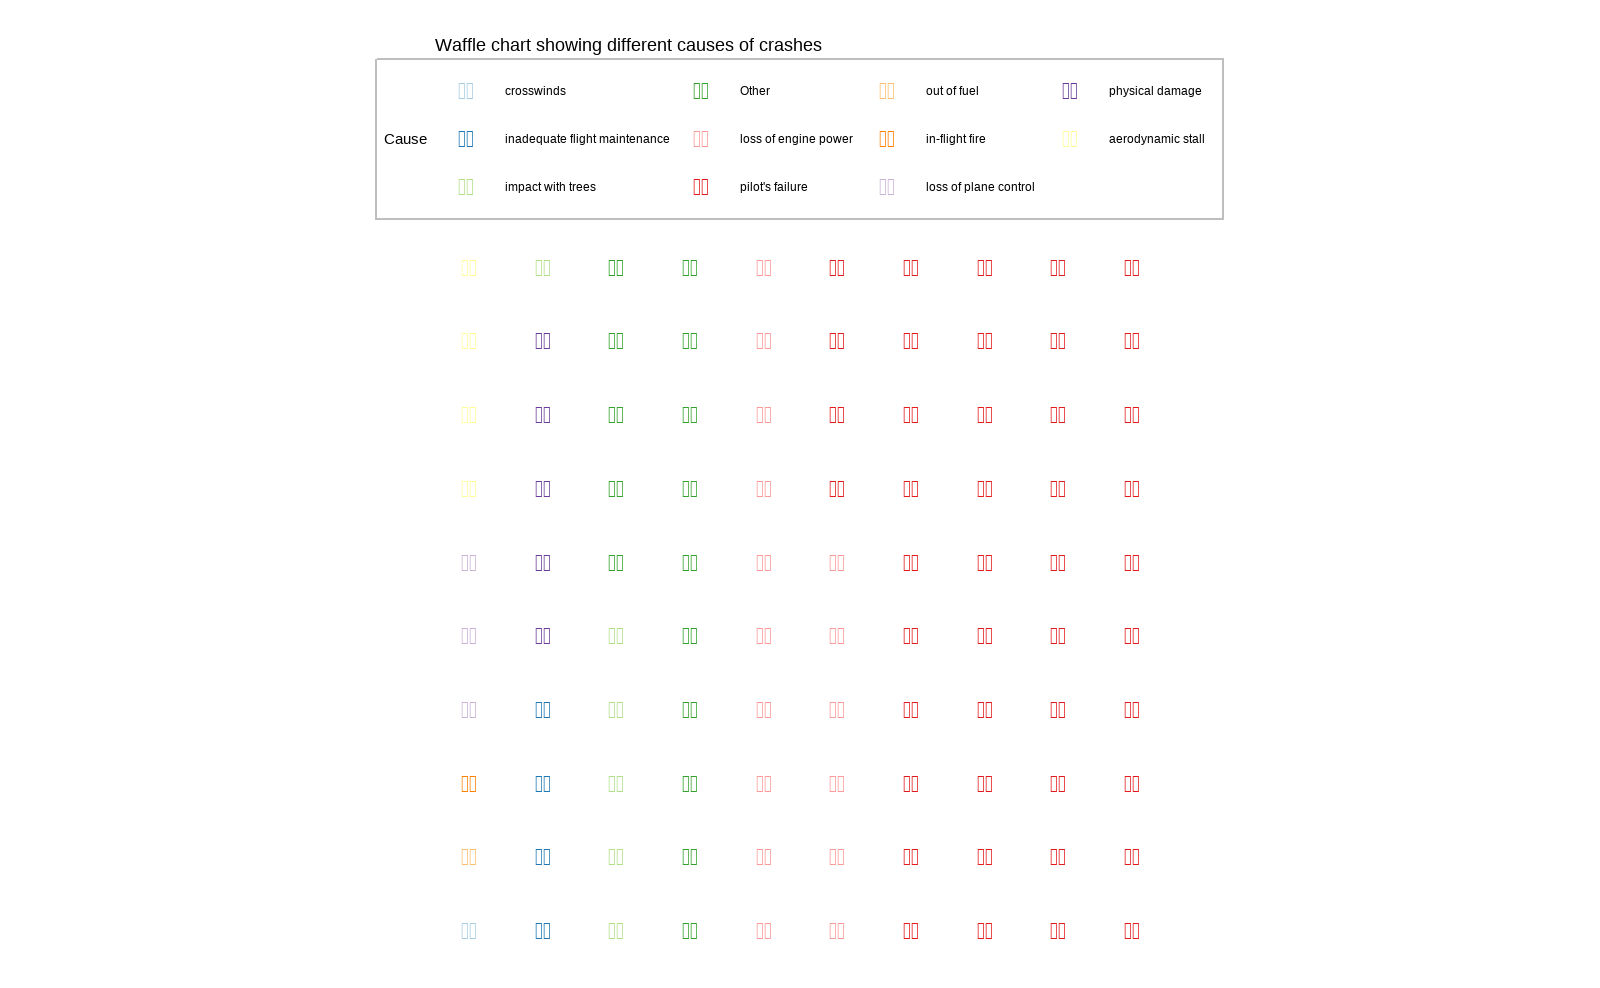 Waffle chart showing different causes of crashes
crosswinds Other out of fuel physical damage
Cause inadequate flight maintenance loss of engine power in-flight fire aerodynamic stall
impact with trees pilot's failure loss of plane control